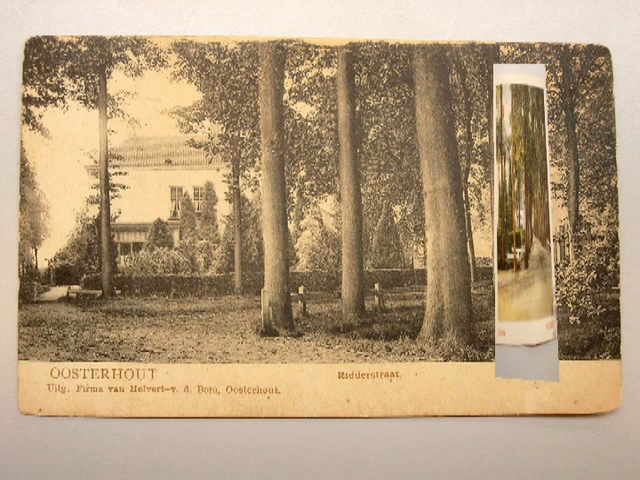 OOSTERHOUT
Ridderstraat.
Uitg. Firma van Helvert-v. d. Bom, Oosterhout.